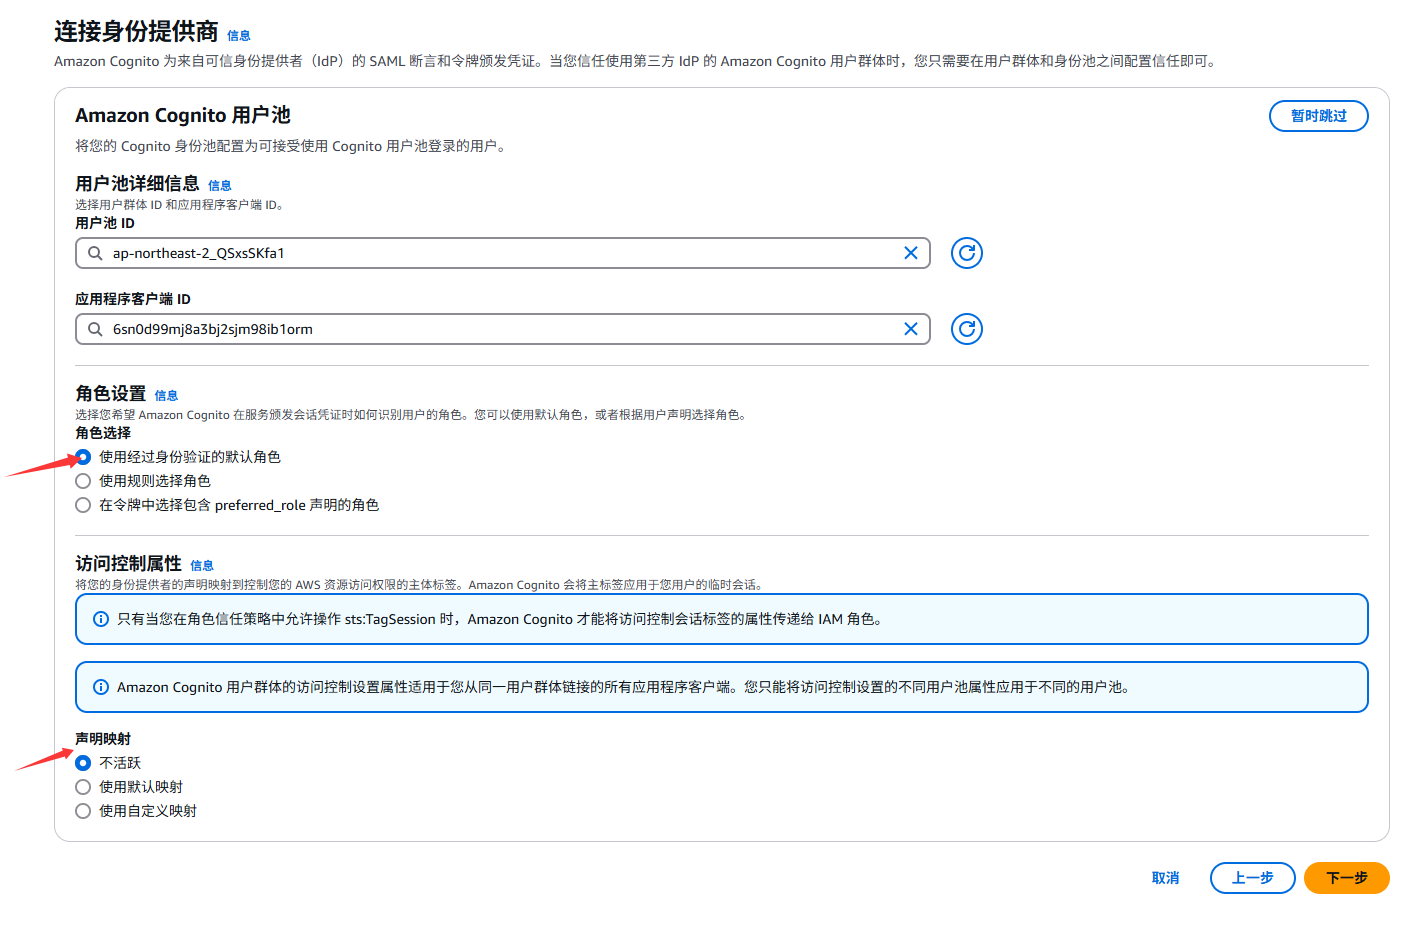 连接身份提供商 信息
Amazon Cognito 为来自可信身份提供者（IdP）的 SAML 断言和令牌颁发凭证。当您信任使用第三方 IdP 的 Amazon Cognito 用户群体时，您只需要在用户群体和身份池之间配置信任即可。
Amazon Cognito 用户池
暂时跳过
将您的 Cognito 身份池配置为可接受使用 Cognito 用户池登录的用户。
用户池详细信息 信息
选择用户群体 ID 和应用程序客户端 ID。
用户池 ID
ap-northeast-2_QSxsSKfa1
应用程序客户端 ID
6sn0d99mj8a3bj2sjm98ib1orm
角色设置 信息
选择您希望 Amazon Cognito 在服务颁发会话凭证时如何识别用户的角色。您可以使用默认角色，或者根据用户声明选择角色。
角色选择
使用经过身份验证的默认角色
使用规则选择角色
在令牌中选择包含 preferred_role 声明的角色
访问控制属性 信息
将您的身份提供者的声明映射到控制您的 AWS 资源访问权限的主体标签。Amazon Cognito 会将主标签应用于您用户的临时会话。
只有当您在角色信任策略中允许操作 sts:TagSession 时，Amazon Cognito 才能将访问控制会话标签的属性传递给 IAM 角色。
Amazon Cognito 用户群体的访问控制设置属性适用于您从同一用户群体链接的所有应用程序客户端。您只能将访问控制设置的不同用户池属性应用于不同的用户池。
声明映射
不活跃
使用默认映射
使用自定义映射
取消
上一步
下一步